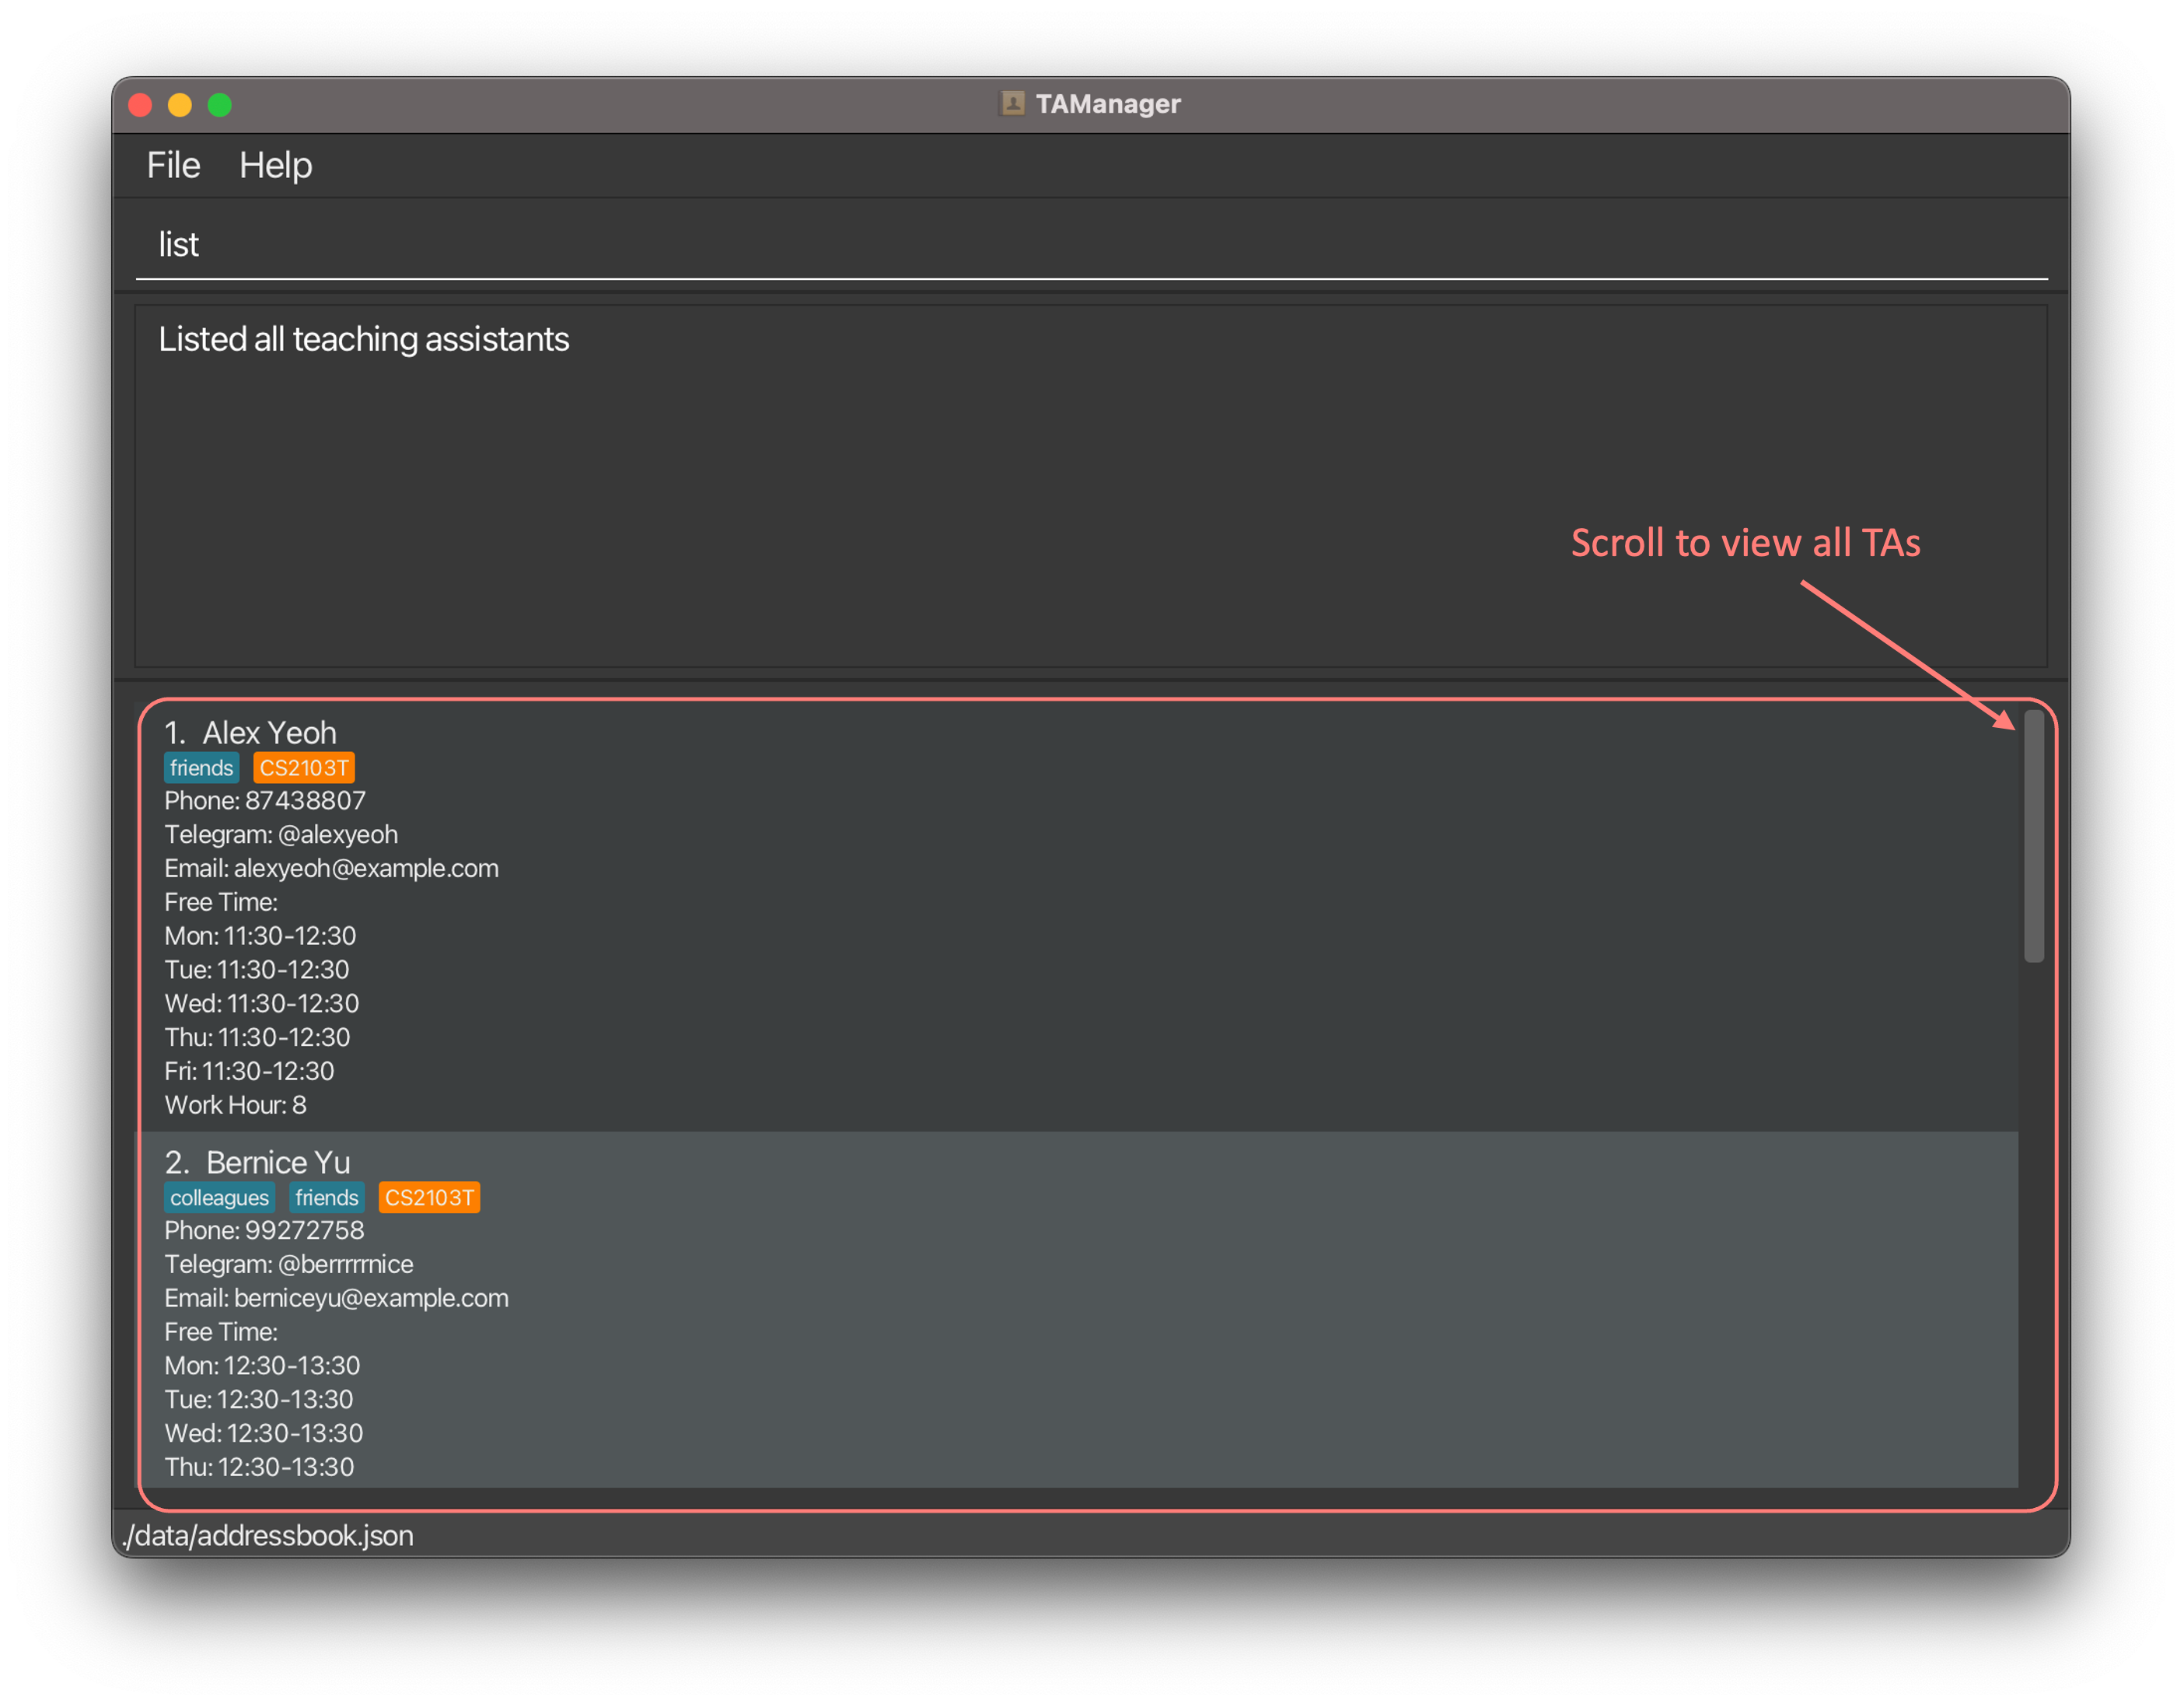 TAManager
File Help
list
Listed all teaching assistants
Scroll to view all TAs
1. Alex Yeoh
friends CS2103T
Phone: 87438807
Telegram: @alexyeoh
Email: alexyeoh@example.com
Free Time:
Mon: 11:30-12:30
Tue: 11:30-12:30
Wed: 11:30-12:30
Thu: 11:30-12:30
Fri: 11:30-12:30
Work Hour: 8
2. Bernice Yu
colleagues friends CS2103T
Phone: 99272758
Telegram: @berrrrrnice
Email: berniceyu@example.com
Free Time:
Mon: 12:30-13:30
Tue: 12:30-13:30
Wed: 12:30-13:30
Thu: 12:30-13:30
./data/addressbook.json